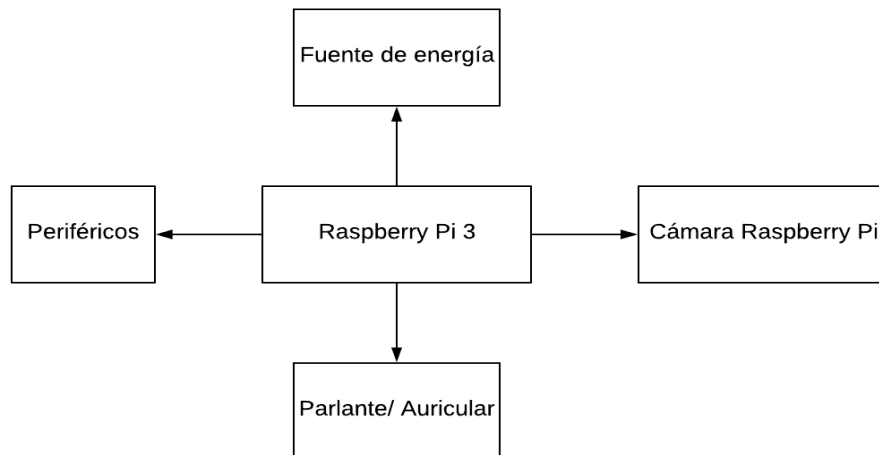 Fuente de energía
Periféricos
Raspberry Pi 3
Cámara Raspberry Pi
Parlante/ Auricular